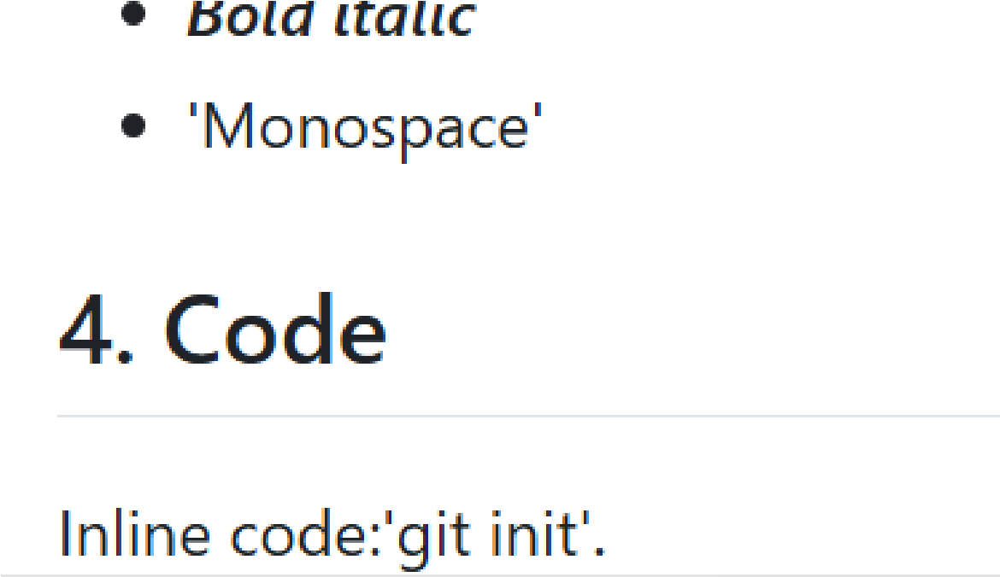 Bold italic
'Monospace'
4. Code
Inline code:'git init'.